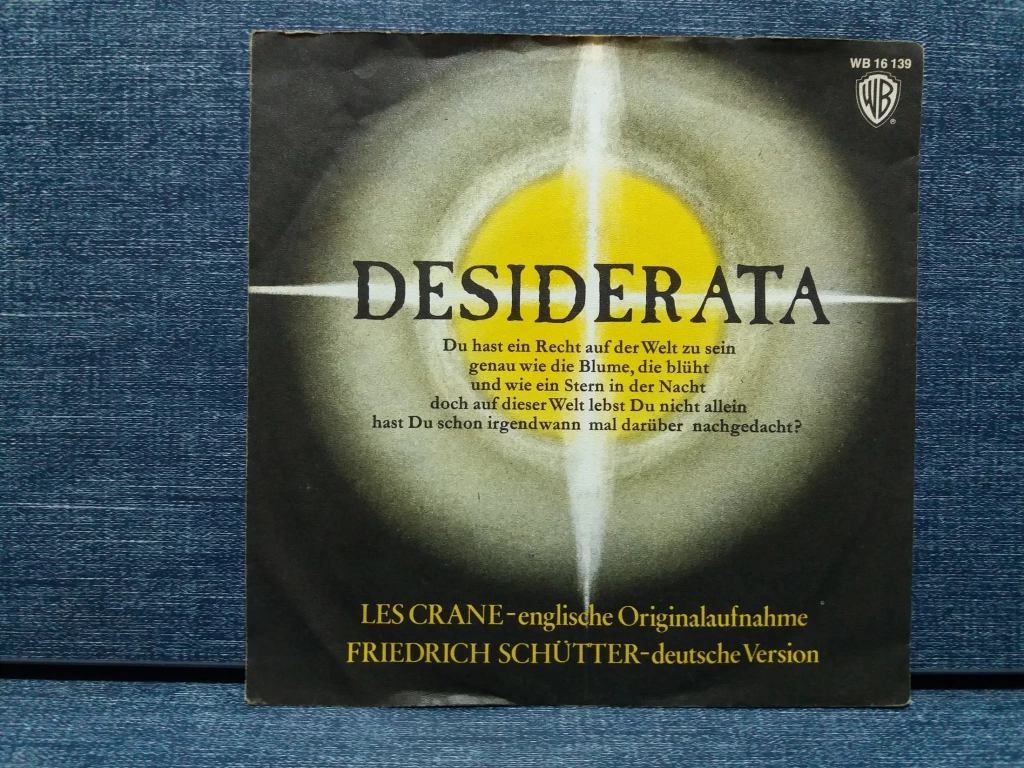 WB 16 139
WB
DESIDERATA
Du hast ein Recht auf der Welt zu sein
genau wie die Blume, die blüht
und wie ein Stern in der Nacht
doch auf dieser Welt lebst Du nicht allein
hast Du schon irgendwann mal darüber nachgedacht?
LES CRANE-englische Originalaufnahme
FRIEDRICH SCHÜTTER-deutsche Version